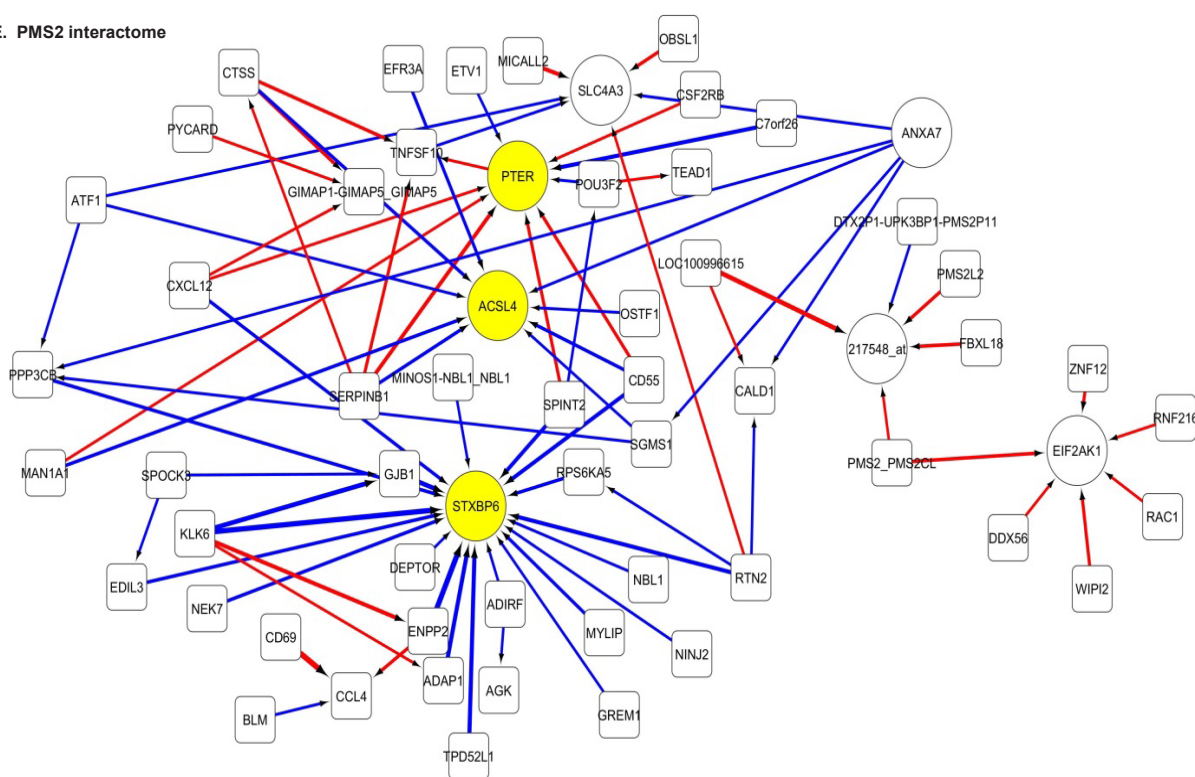 E. PMS2 interactome
OBSL1
MICALL2
CTSS
EFR3A
ETV1
SLC4A3
CSF2RB
PYCARD
C7orf26
ANXA7
TNFSF10
PTER
POU3F2
TEAD1
GIMAP1-GIMAP5_GIMAP5
ATF1
DTX2P1-UPK3BP1-PMS2P11
LOC100996615
PMS2L2
CXCL12
ACSL4
OSTF1
217548_at
FBXL18
PPP3CB
MINOS1-NBL1_NBL1
CD55
CALD1
ZNF12
SERPINB1
SPINT2
RNF216
SGMS1
EIF2AK1
MAN1A1
SPOCK3
GJB1
RPS6KA5
PMS2_PMS2CL
STXBP6
KLK6
RAC1
DDX56
DEPTOR
EDIL3
NBL1
RTN2
NEK7
ADIRF
WIPI2
ENPP2
MYLIP
CD69
NINJ2
ADAP1
AGK
CCL4
GREM1
BLM
TPD52L1